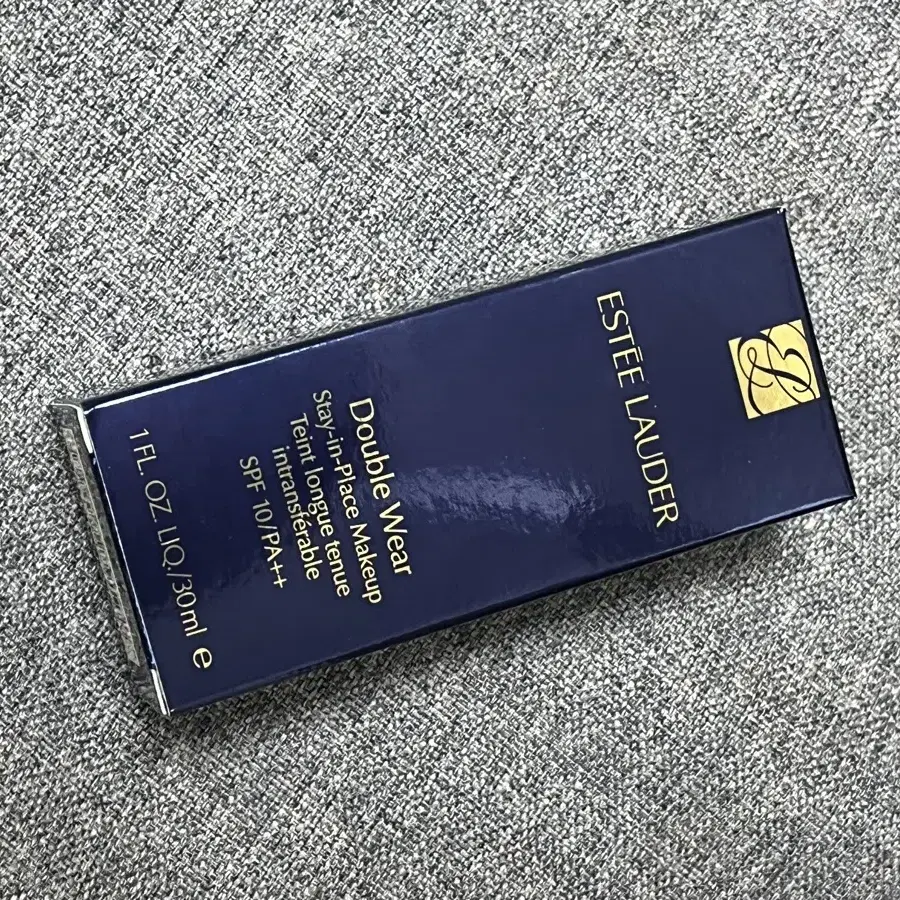 ESTĒE LAUDER
Double Wear
Stay-in-Place Makeup
Teint longue tenue
intransférable
SPF 10/PA++
1 FL. OZ. LIQ./30ml e